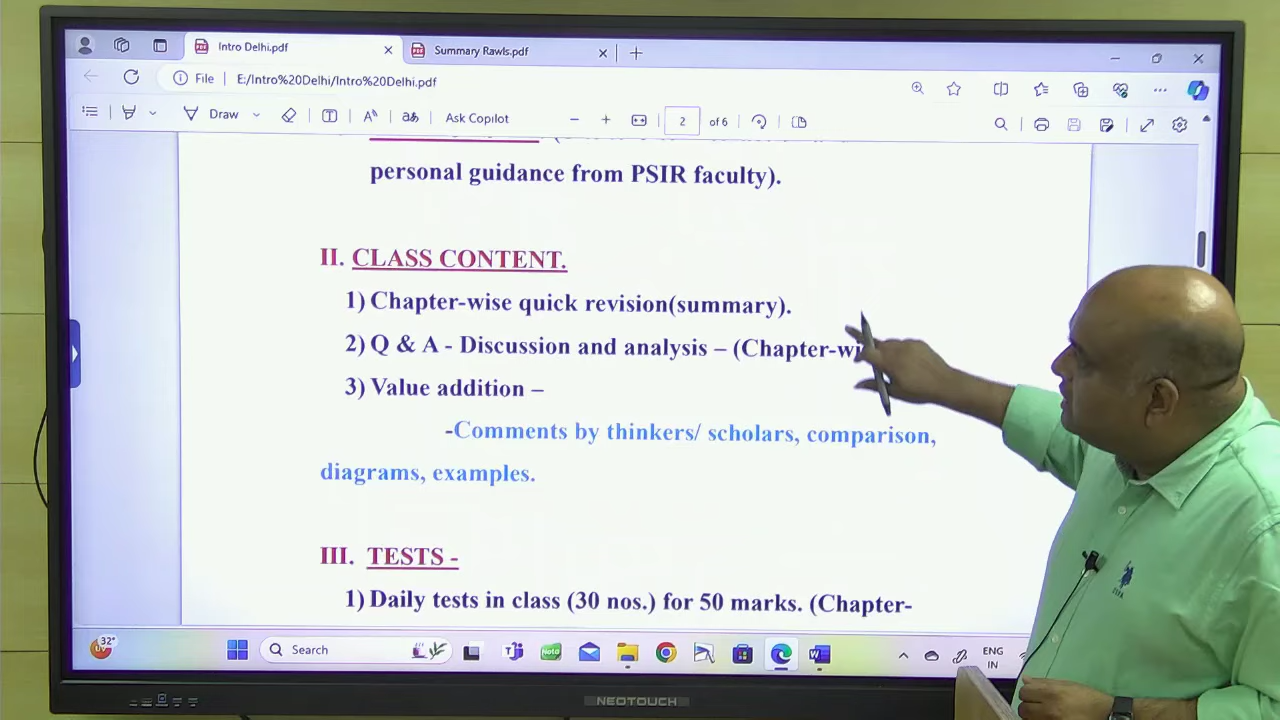 Intro Delhi.pdf
Summary Rawls.pdf
File
E:/Intro%20Delhi/Intro%20Delhi.pdf
Draw
Ask Copilot
2
of 6
personal guidance from PSIR faculty).
II. CLASS CONTENT.
1) Chapter-wise quick revision(summary).
2) Q & A - Discussion and analysis – (Chapter-wi
3) Value addition –
-Comments by thinkers/ scholars, comparison,
diagrams, examples.
III. TESTS -
1) Daily tests in class (30 nos.) for 50 marks. (Chapter-
32°
UV
Search
ENG
IN
NEOTOUCH